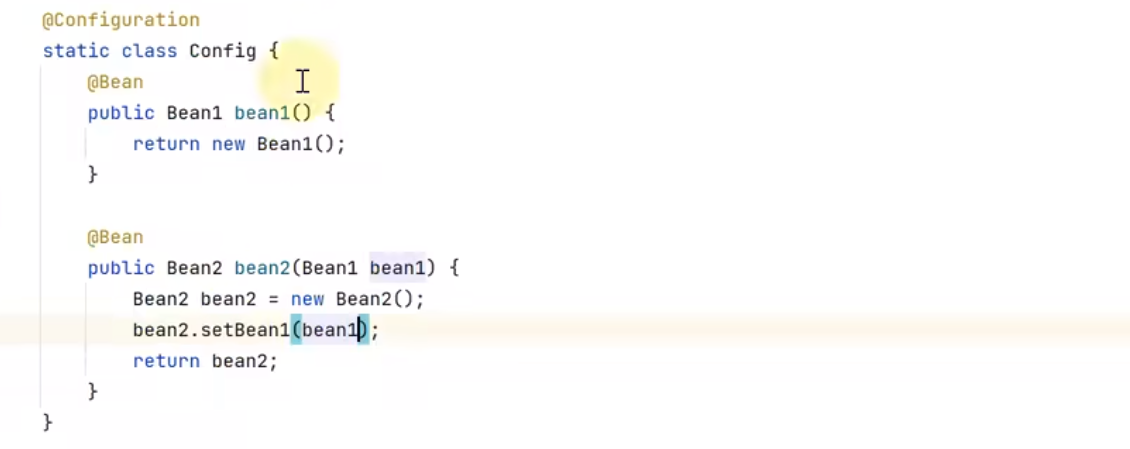 @Configuration
static class Config {
@Bean
public Bean1 bean1() {
return new Bean1();
}
@Bean
public Bean2 bean2(Bean1 bean1) {
Bean2 bean2 = new Bean2();
bean2.setBean1(bean1);
return bean2;
}
}